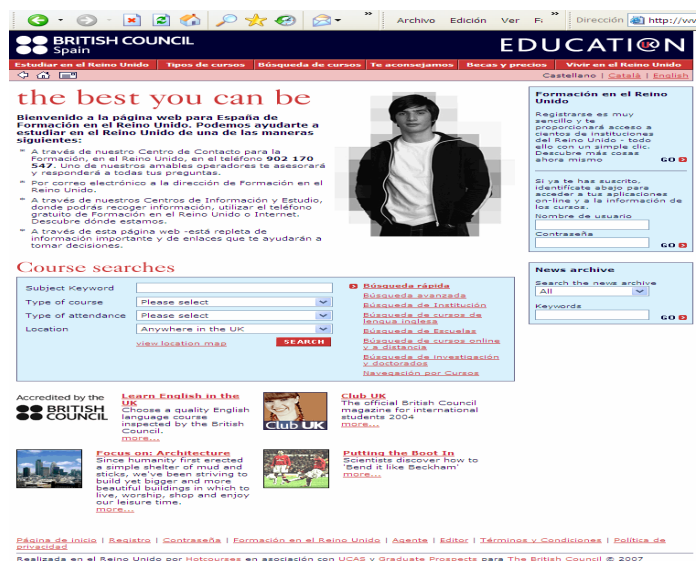 Archivo Edición Ver
Dirección http://ww
BRITISH COUNCIL
Spain
EDUCATI@N
Estudiar en el Reino Unido Tipos de cursos Búsqueda de cursos Te aconsejamos Becas y precios Vivir en el Reino Unido
Castellano | Català | English
the best you can be
Bienvenido a la página web para España de
Formación en el Reino Unido. Podemos ayudarte a
estudiar en el Reino Unido de una de las maneras
siguientes:
A través de nuestro Centro de Contacto para la
Formación, en el Reino Unido, en el teléfono 902 170
547. Uno de nuestros amables operadores te asesorará
y responderá a todas tus preguntas.
Por correo electrónico a la dirección de Formación en el
Reino Unido.
A través de nuestros Centros de Información y Estudio,
donde podrás recoger información, utilizar el teléfono
gratuito de Formación en el Reino Unido o Internet.
Descubre dónde estamos.
A través de esta página web -está repleta de
información importante y de enlaces que te ayudarán a
tomar decisiones.
Formación en el Reino
Unido
Registrarse es muy
sencillo y te
proporcionará acceso a
cientos de instituciones
del Reino Unido - todo
ello con un simple clic.
Descubre más cosas
ahora mismo GO
Si ya te has suscrito,
identifícate abajo para
acceder a tus aplicaciones
on-line y a la información de
los cursos.
Nombre de usuario
Contraseña
GO
Course searches
Subject Keyword
Type of course Please select
Type of attendance Please select
Location Anywhere in the UK
view location map SEARCH
Búsqueda rápida
Búsqueda avanzada
Búsqueda de Institución
Búsqueda de cursos de
lengua inglesa
Búsqueda de Escuelas
Búsqueda de cursos online
y a distancia
Búsqueda de Investigación
y doctorados
Navegación por Cursos
News archive
Search the news archive
All
Keywords
GO
Accredited by the
BRITISH
COUNCIL
Learn English in the
UK
Choose a quality English
language course
inspected by the British
Council.
more...
Club UK
Club UK
The official British Council
magazine for international
students 2004
more...
Focus on: Architecture
Since humanity first erected
a simple shelter of mud and
sticks, we've been striving to
build yet bigger and more
beautiful buildings in which to
live, worship, shop and enjoy
our leisure time.
more...
Putting the Boot In
Scientists discover how to
'Bend it like Beckham'
more...
Página de inicio | Registro | Contraseña | Formación en el Reino Unido | Agente | Editor | Términos y Condiciones | Política de
privacidad
Realizada en el Reino Unido por Hotcourses en asociación con UCAS y Graduate Prospects para The British Council © 2007